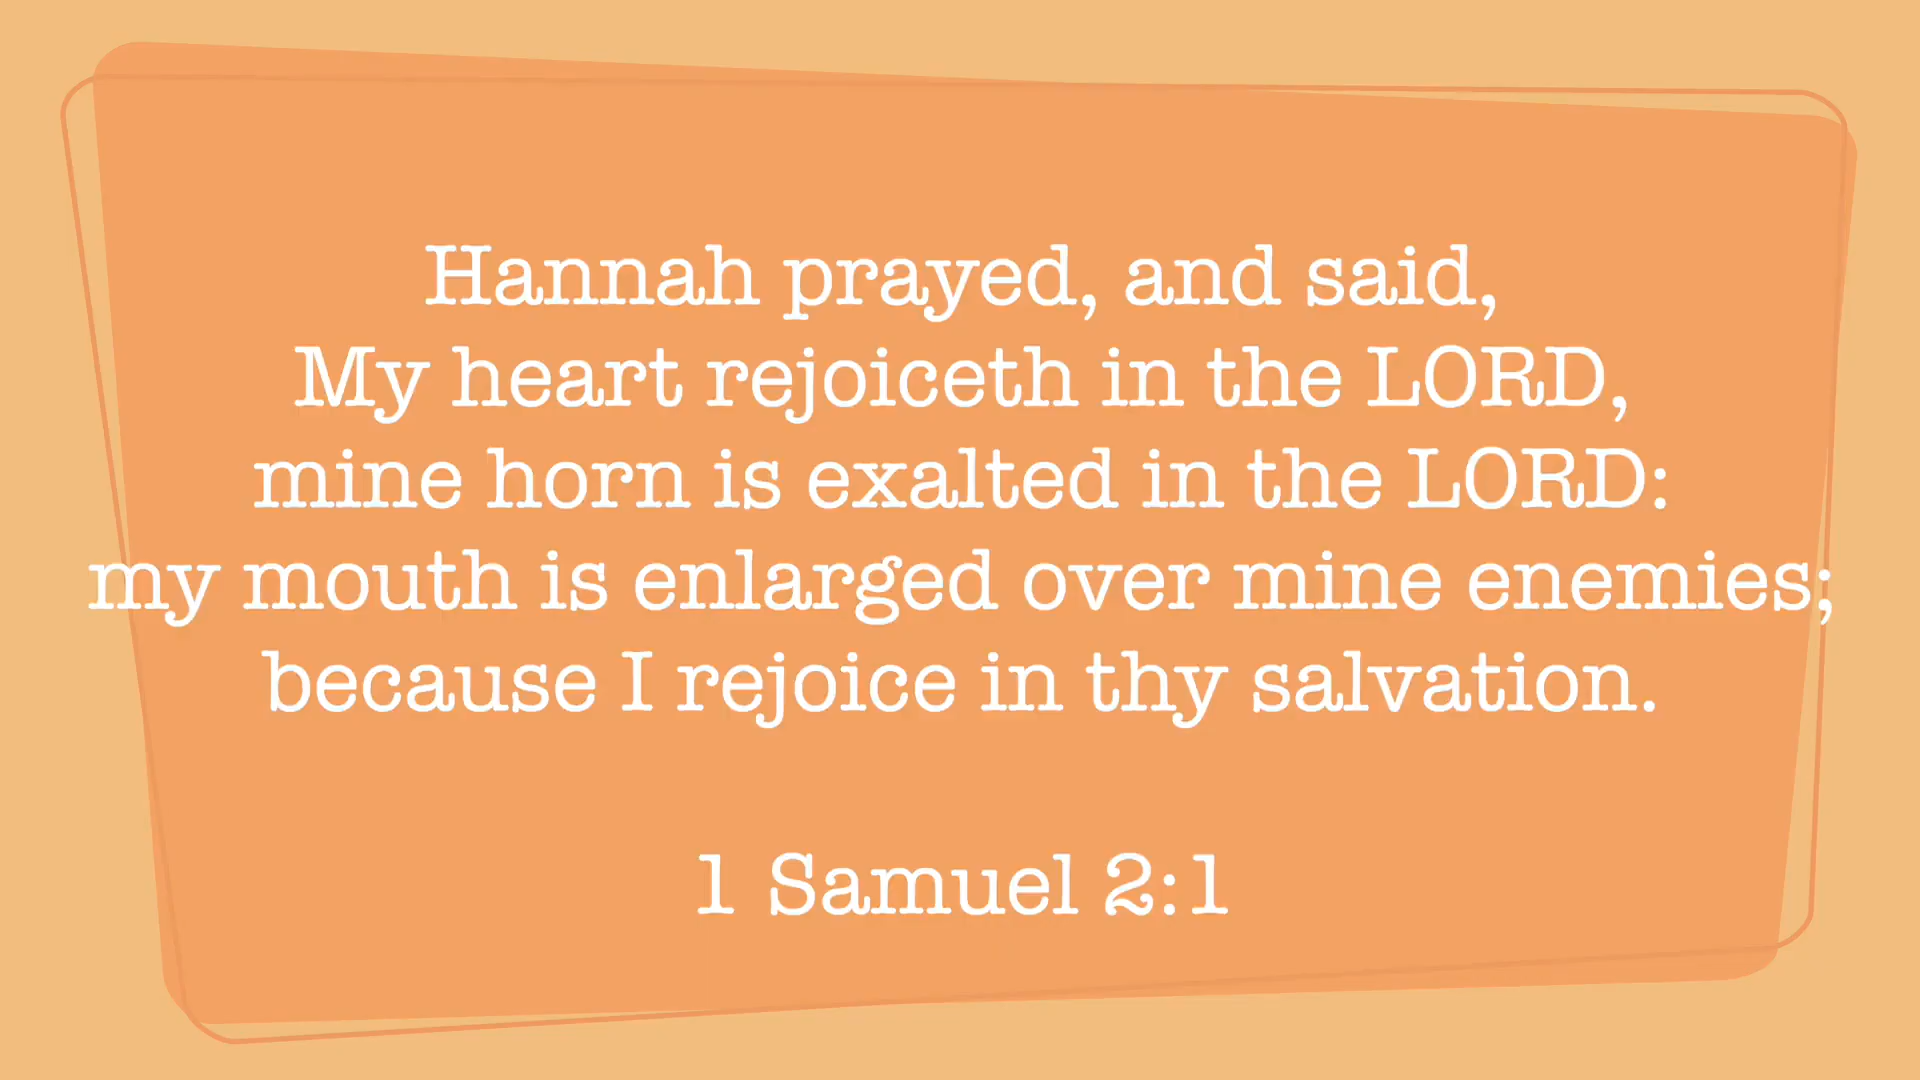 Hannah prayed, and said,
My heart rejoiceth in the LORD,
mine horn is exalted in the LORD:
my mouth is enlarged over mine enemies;
because I rejoice in thy salvation.
1 Samuel 2:1